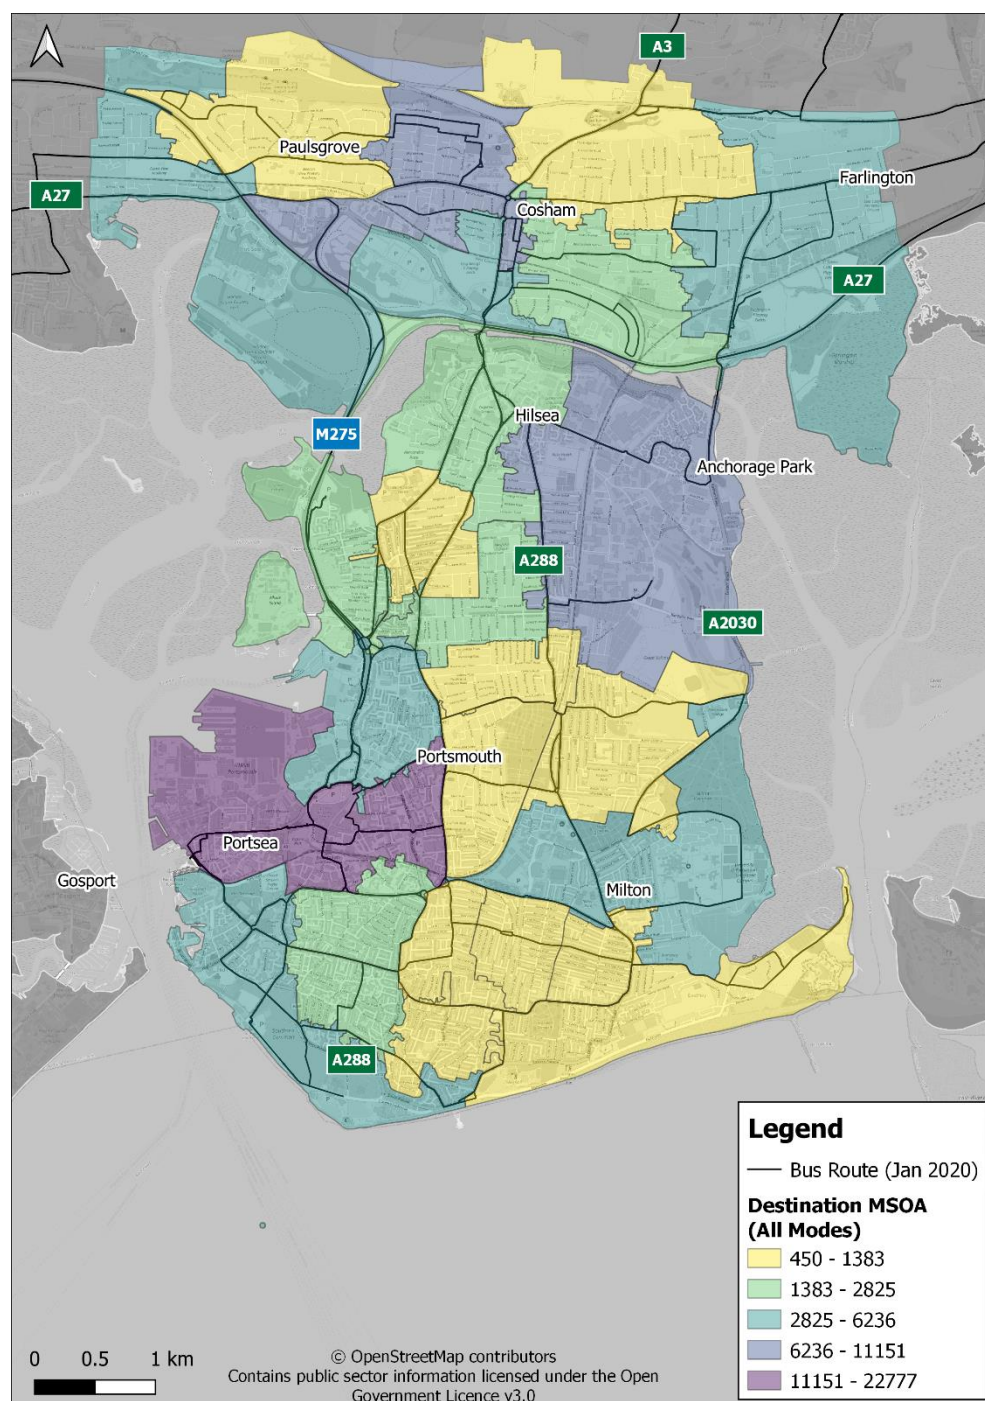 A3
Paulsgrove
Farlington
A27
Cosham
A27
Hilsea
M275
Anchorage Park
A288
A2030
Portsmouth
Portsea
Gosport
Milton
A288
Legend
Bus Route (Jan 2020)
Destination MSOA
(All Modes)
450 - 1383
1383 - 2825
2825 - 6236
6236 - 11151
11151 - 22777
0 0.5 1 km
© OpenStreetMap contributors
Contains public sector information licensed under the Open
Government Licence v3.0